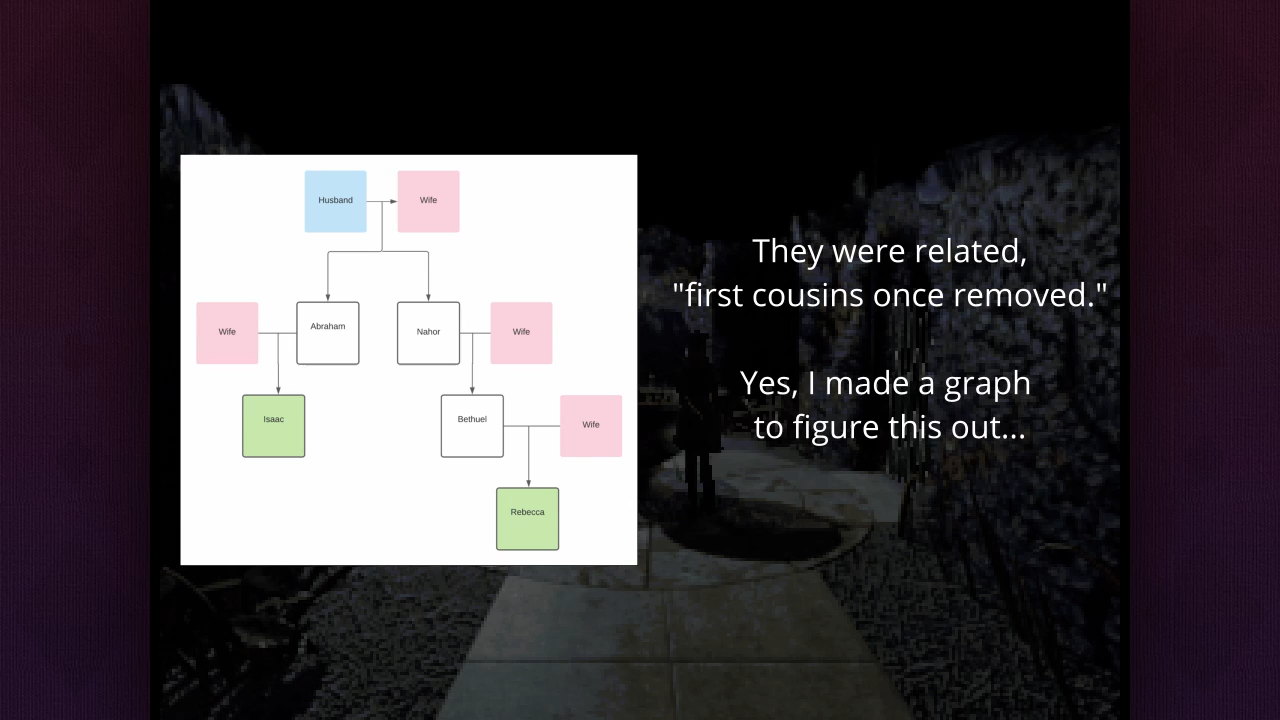 Husband
Wife
Wife
Abraham
Nahor
Wife
Isaac
Bethuel
Wife
Rebecca
They were related,
"first cousins once removed."
Yes, I made a graph
to figure this out...